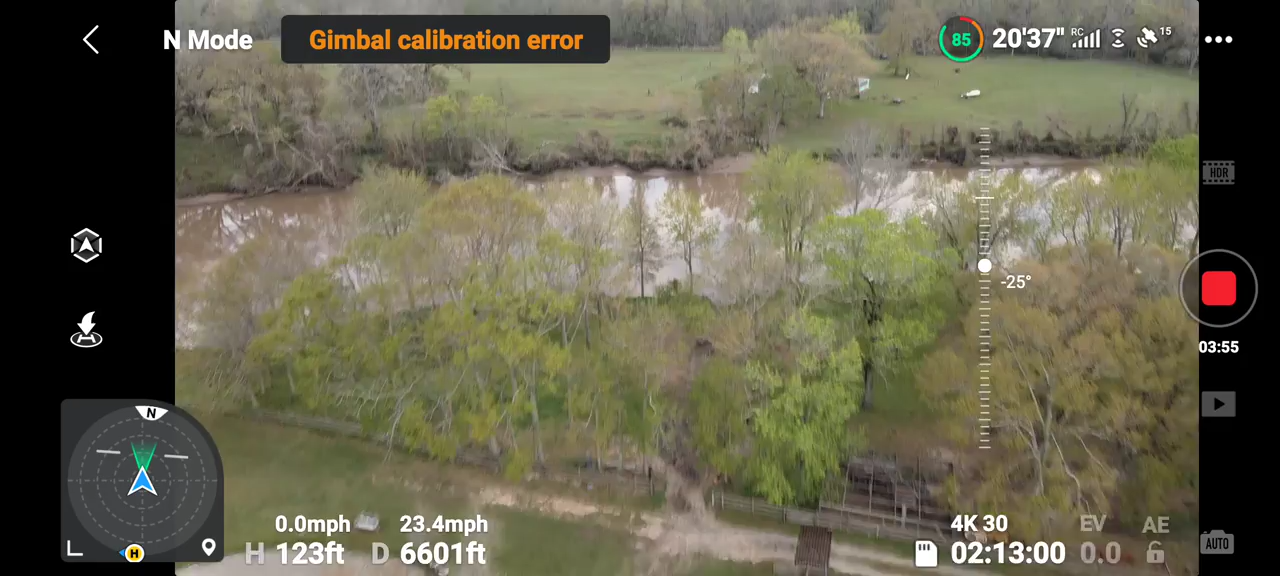 N Mode
Gimbal calibration error
85
20'37"
RC
15
HDR
-25°
03:55
N
0.0mph
23.4mph
H 123ft
D 6601ft
H
4K 30
02:13:00
EV
0.0
AE
AUTO